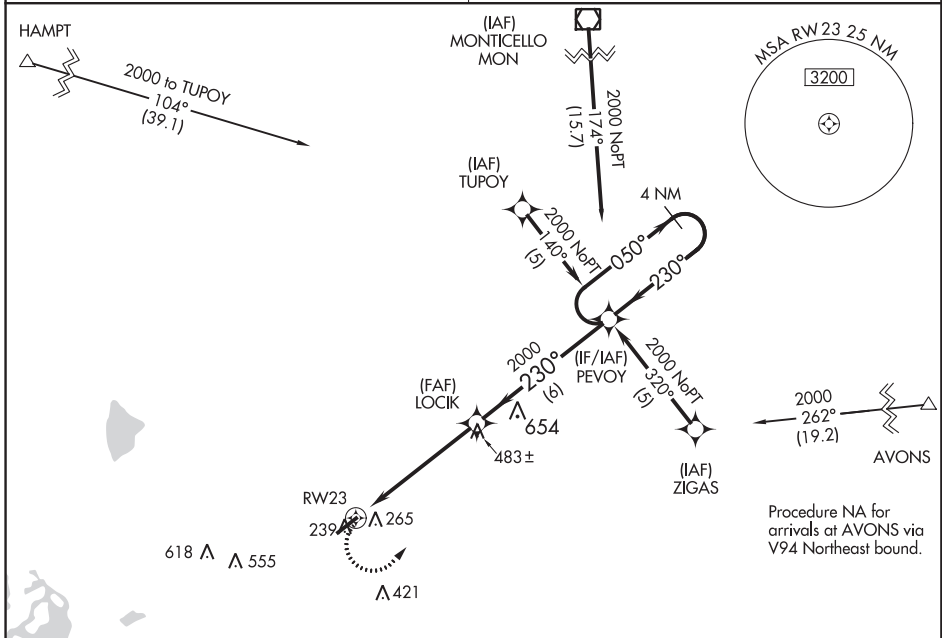 HAMPT
2000 to TUPOY
104°
(39.1)
(IAF)
MONTICELLO
MON
2000 NoPT
174°
(15.7)
MSA RW 23 25 NM
3200
(IAF)
TUPOY
2000 NoPT
140°
(5)
4 NM
050°
230°
2000
230°
(6)
(IF/IAF)
PEVOY
2000 NoPT
320°
(5)
(FAF)
LOCIK
654
483±
2000
262°
(19.2)
AVONS
(IAF)
ZIGAS
RW23
239
265
618
555
421
Procedure NA for
arrivals at AVONS via
V94 Northeast bound.